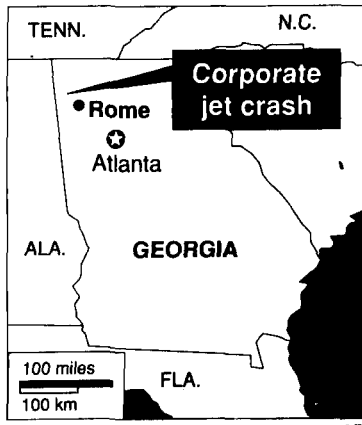 TENN.
N.C.
Corporate
jet crash
Rome
Atlanta
ALA.
GEORGIA
100 miles
100 km
FLA.